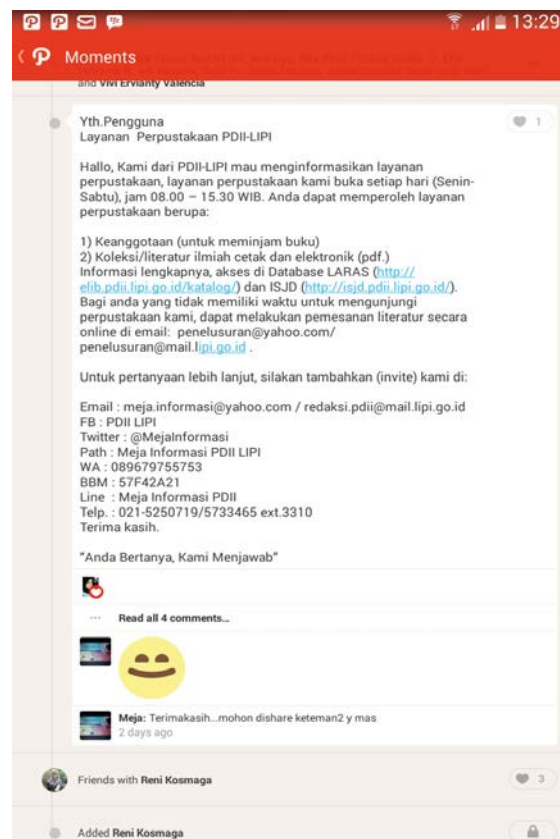 13:29
Moments
and Vivi Ervianty Valencia
Yth.Pengguna
1
Layanan Perpustakaan PDII-LIPI
Hallo, Kami dari PDII-LIPI mau menginformasikan layanan
perpustakaan, layanan perpustakaan kami buka setiap hari (Senin-
Sabtu), jam 08.00 – 15.30 WIB. Anda dapat memperoleh layanan
perpustakaan berupa:
1) Keanggotaan (untuk meminjam buku)
2) Koleksi/literatur ilmiah cetak dan elektronik (pdf.)
Informasi lengkapnya, akses di Database LARAS (http://
elib.pdii.lipi.go.id/katalog/) dan ISJD (http://isjd.pdii.lipi.go.id/).
Bagi anda yang tidak memiliki waktu untuk mengunjungi
perpustakaan kami, dapat melakukan pemesanan literatur secara
online di email: penelusuran@yahoo.com/
penelusuran@mail.lipi.go.id .
Untuk pertanyaan lebih lanjut, silakan tambahkan (invite) kami di:
Email : meja.informasi@yahoo.com / redaksi.pdii@mail.lipi.go.id
FB : PDII LIPI
Twitter : @MejaInformasi
Path : Meja Informasi PDII LIPI
WA : 089679755753
BBM : 57F42A21
Line : Meja Informasi PDII
Telp. : 021-5250719/5733465 ext.3310
Terima kasih.
"Anda Bertanya, Kami Menjawab"
Read all 4 comments...
Meja: Terimakasih...mohon dishare keteman2 y mas
2 days ago
Friends with Reni Kosmaga
3
Added Reni Kosmaga